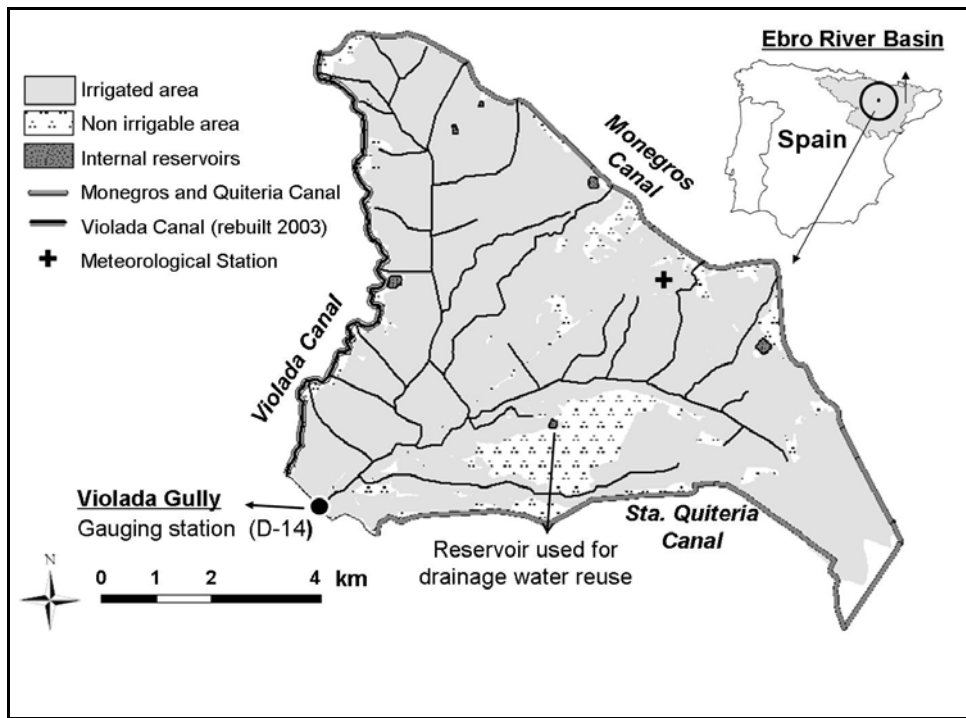 Irrigated area
Non irrigable area
Internal reservoirs
Monegros and Quiteria Canal
Violada Canal (rebuilt 2003)
Meteorological Station
Ebro River Basin
Spain
Monegros
Canal
Violada Canal
Violada Gully
Gauging station (D-14)
Sta. Quiteria
Canal
Reservoir used for
drainage water reuse
N
0 1 2 4 km